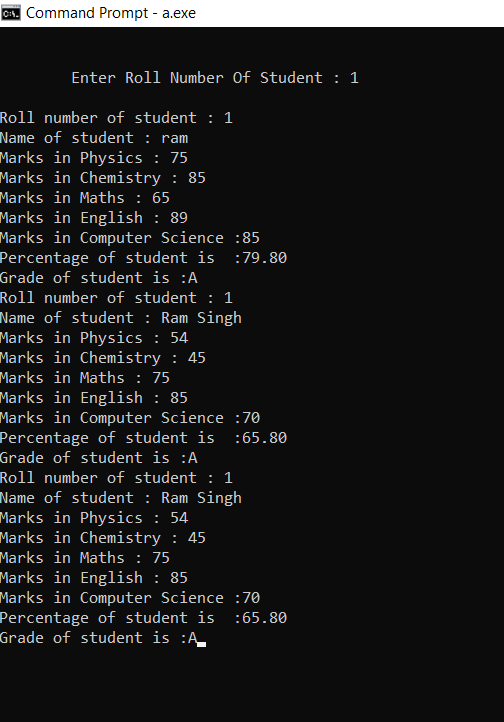 Command Prompt - a.exe
Enter Roll Number Of Student : 1
Roll number of student : 1
Name of student : ram
Marks in Physics : 75
Marks in Chemistry : 85
Marks in Maths : 65
Marks in English : 89
Marks in Computer Science :85
Percentage of student is  :79.80
Grade of student is :A
Roll number of student : 1
Name of student : Ram Singh
Marks in Physics : 54
Marks in Chemistry : 45
Marks in Maths : 75
Marks in English : 85
Marks in Computer Science :70
Percentage of student is  :65.80
Grade of student is :A
Roll number of student : 1
Name of student : Ram Singh
Marks in Physics : 54
Marks in Chemistry : 45
Marks in Maths : 75
Marks in English : 85
Marks in Computer Science :70
Percentage of student is  :65.80
Grade of student is :A